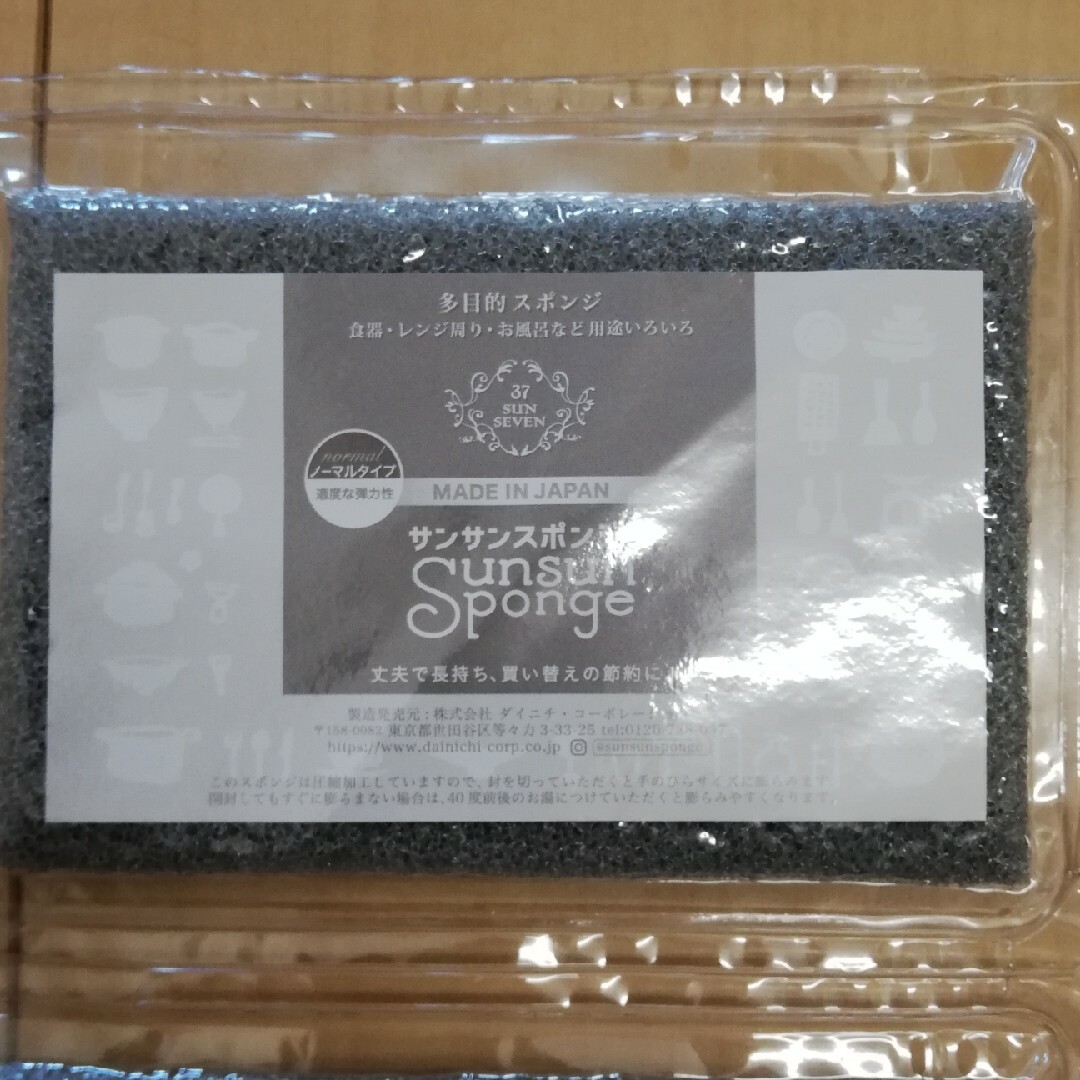 多目的スポンジ
食器・レンジ周り・お風呂など用途いろいろ
37
SUN
SEVEN
normal
ノーマルタイプ
適度な弾力性
MADE IN JAPAN
サンサンスポン
Sunsun
Sponge
丈夫で長持ち、買い替えの節約に
製造発売元:株式会社 ダイニチ・コーポレー
〒158-0082 東京都世田谷区等々力 3-33-25 tel:0120-
https://www.dainichi-corp.co.jp @sunsunsponge
このスポンジは圧縮加工していますので、封を切っていただくと手のひらサイズに膨らみます
開封してもすぐに膨らまない場合は、40度前後のお湯につけていただくと膨らみやすくなります